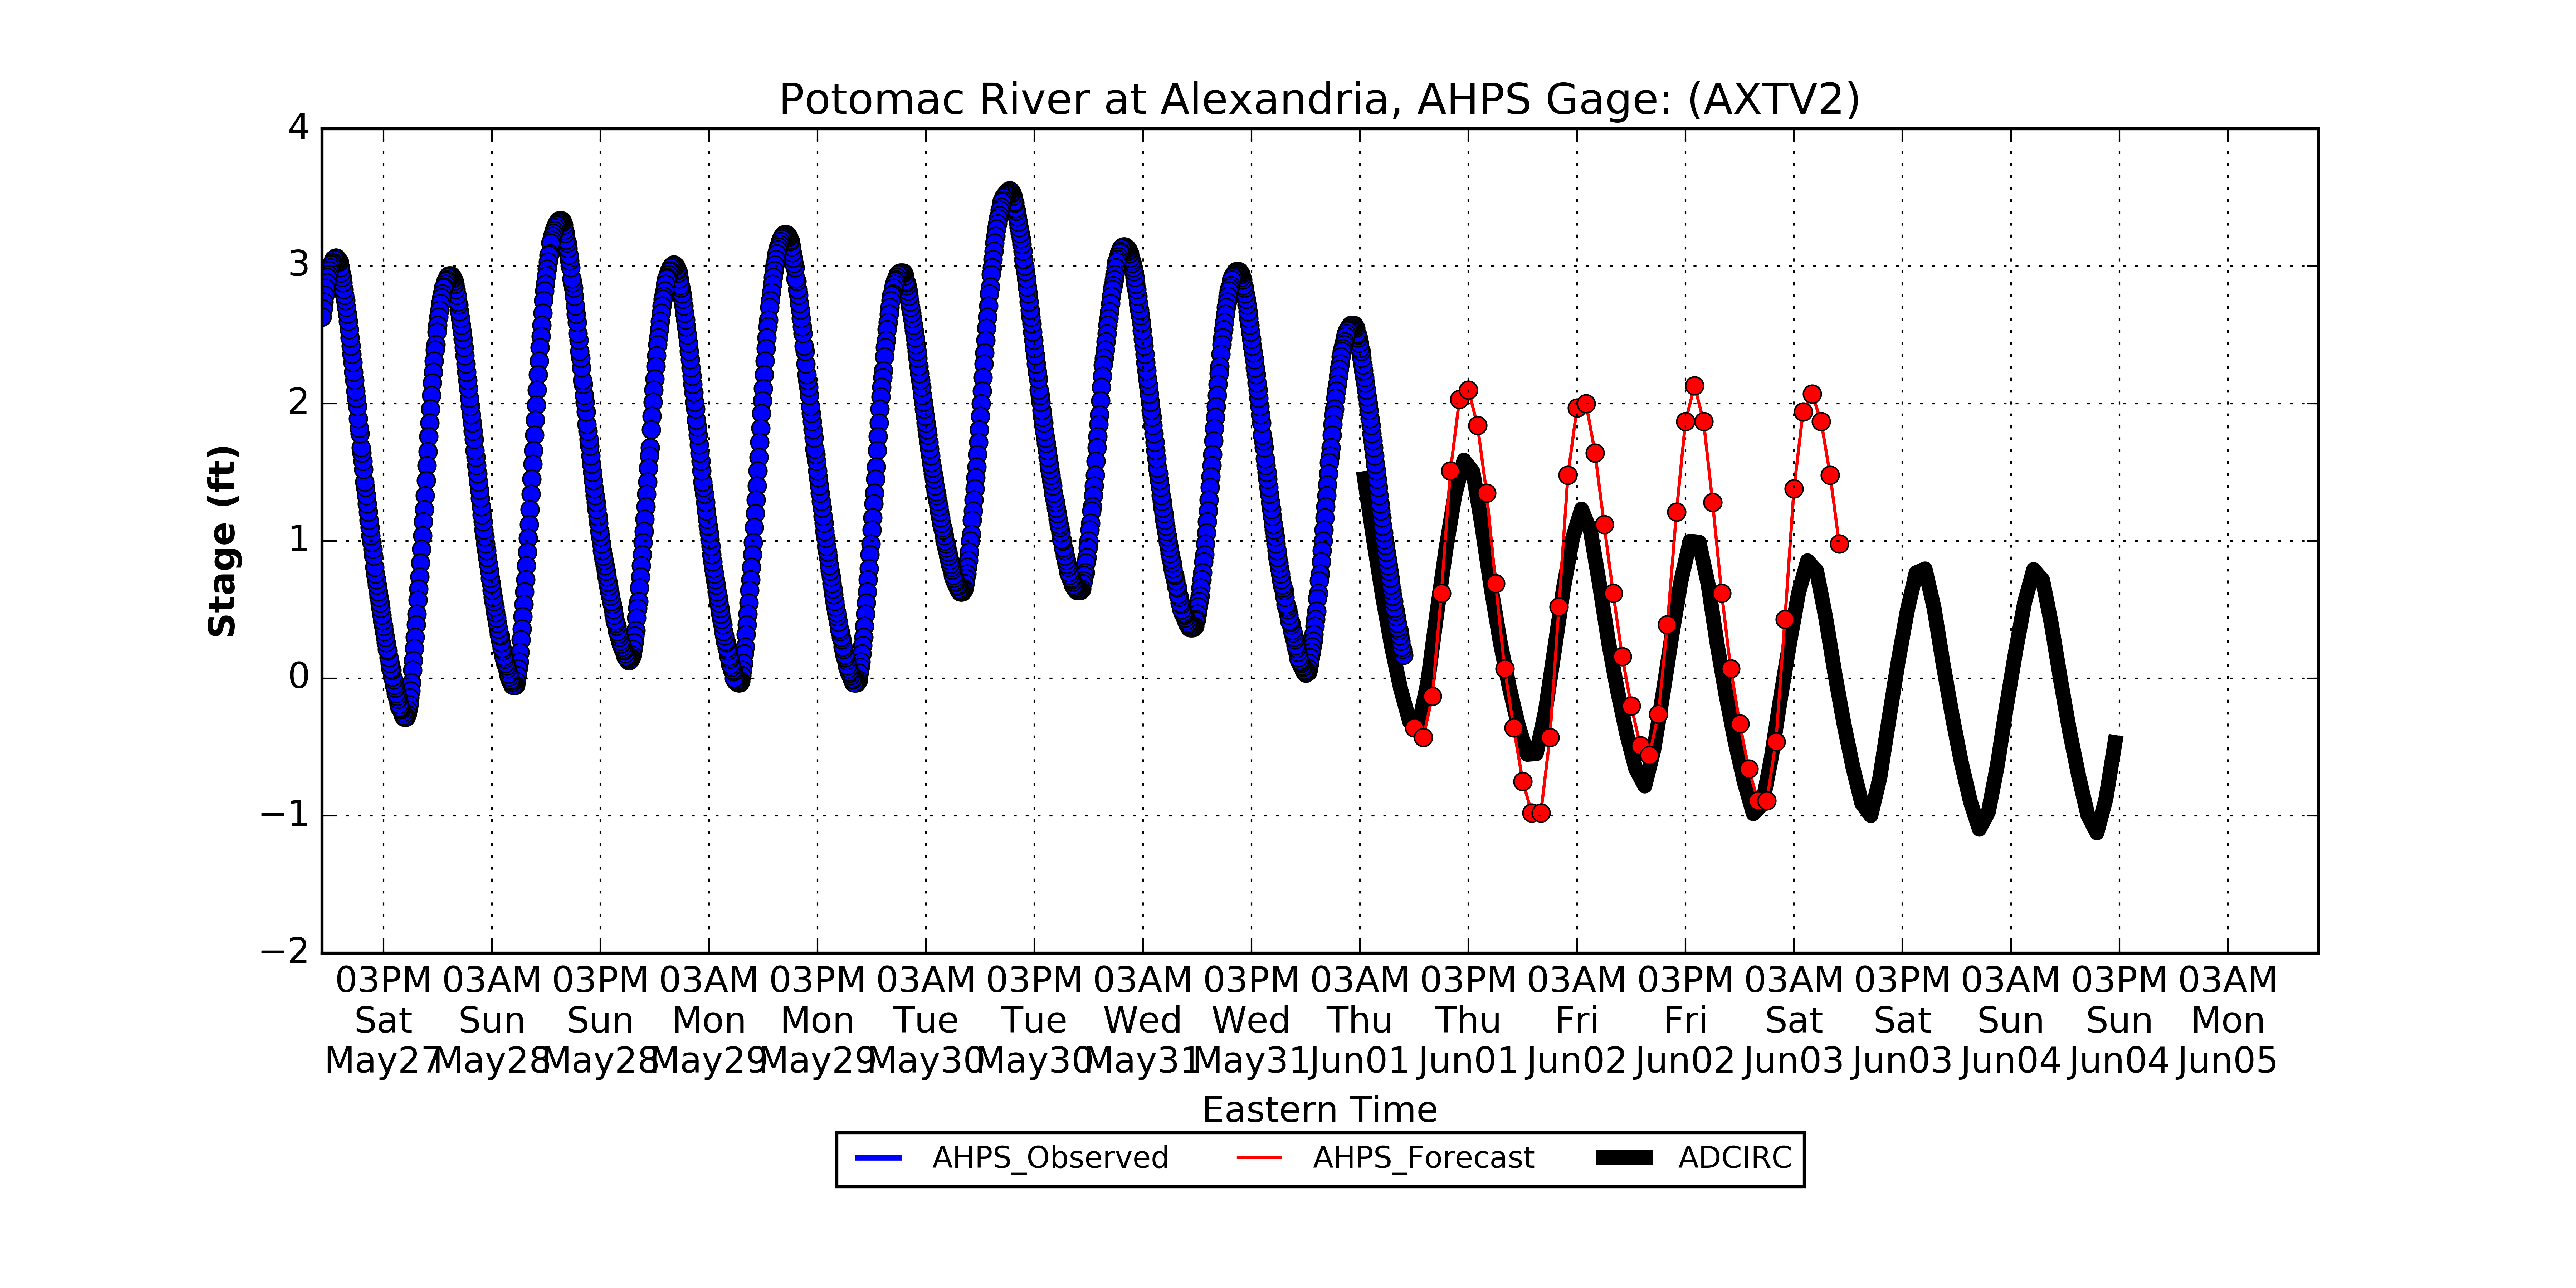 Potomac River at Alexandria, AHPS Gage: (AXTV2)
4
3
2
1
0
−1
−2
Stage (ft)
03PM 03AM 03PM 03AM 03PM 03AM 03PM 03AM 03PM 03AM 03PM 03AM 03PM 03AM 03PM 03AM 03PM 03AM
Sat Sun Sun Mon Mon Tue Tue Wed Wed Thu Thu Fri Fri Sat Sat Sun Sun Mon
May27 May28 May28 May29 May29 May30 May30 May31 May31 Jun01 Jun01 Jun02 Jun02 Jun03 Jun03 Jun04 Jun04 Jun05
Eastern Time
AHPS_Observed AHPS_Forecast ADCIRC